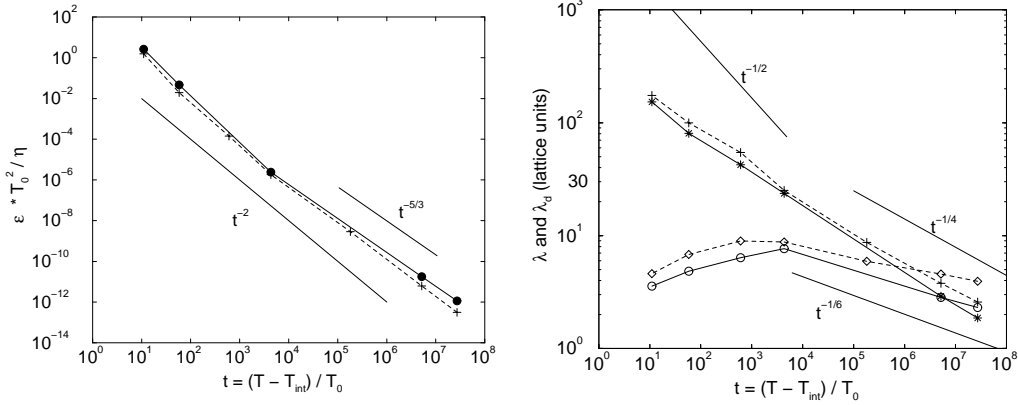 10^2
10^0
10^-2
10^-4
10^-6
10^-8
10^-10
10^-12
10^-14
ε * T_0^2 / η
t^-2
t^-5/3
10^0 10^1 10^2 10^3 10^4 10^5 10^6 10^7 10^8
t = (T − T_int) / T_0
10^3
10^2
30
10^1
3
10^0
λ and λ_d (lattice units)
t^-1/2
t^-1/4
t^-1/6
10^0 10^1 10^2 10^3 10^4 10^5 10^6 10^7 10^8
t = (T − T_int) / T_0